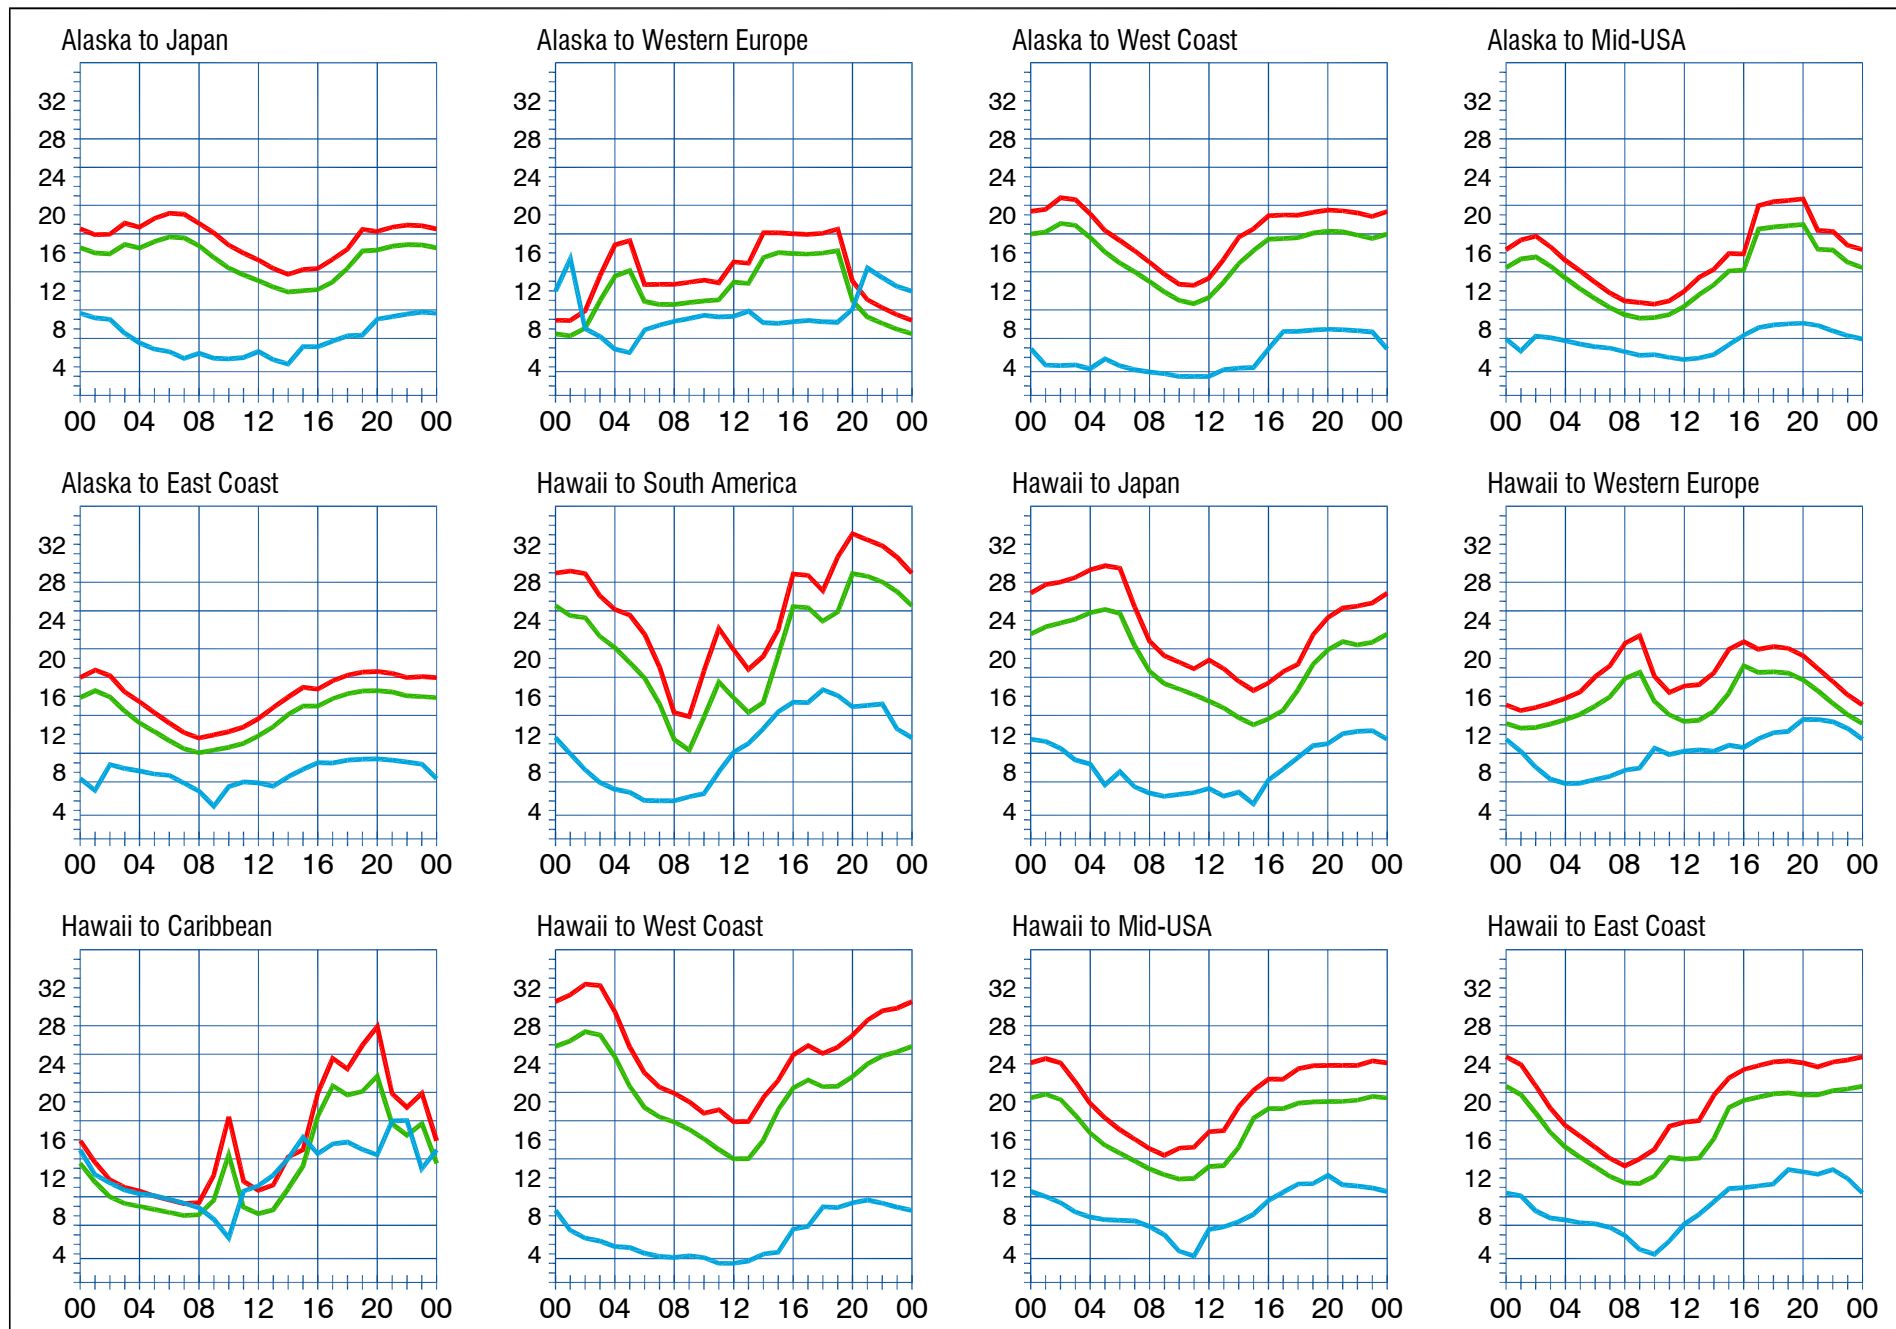 Alaska to Japan Alaska to Western Europe Alaska to West Coast Alaska to Mid-USA
32 32 32 32
28 28 28 28
24 24 24 24
20 20 20 20
16 16 16 16
12 12 12 12
8 8 8 8
4 4 4 4
00 04 08 12 16 20 00 00 04 08 12 16 20 00 00 04 08 12 16 20 00 00 04 08 12 16 20 00
Alaska to East Coast Hawaii to South America Hawaii to Japan Hawaii to Western Europe
32 32 32 32
28 28 28 28
24 24 24 24
20 20 20 20
16 16 16 16
12 12 12 12
8 8 8 8
4 4 4 4
00 04 08 12 16 20 00 00 04 08 12 16 20 00 00 04 08 12 16 20 00 00 04 08 12 16 20 00
Hawaii to Caribbean Hawaii to West Coast Hawaii to Mid-USA Hawaii to East Coast
32 32 32 32
28 28 28 28
24 24 24 24
20 20 20 20
16 16 16 16
12 12 12 12
8 8 8 8
4 4 4 4
00 04 08 12 16 20 00 00 04 08 12 16 20 00 00 04 08 12 16 20 00 00 04 08 12 16 20 00